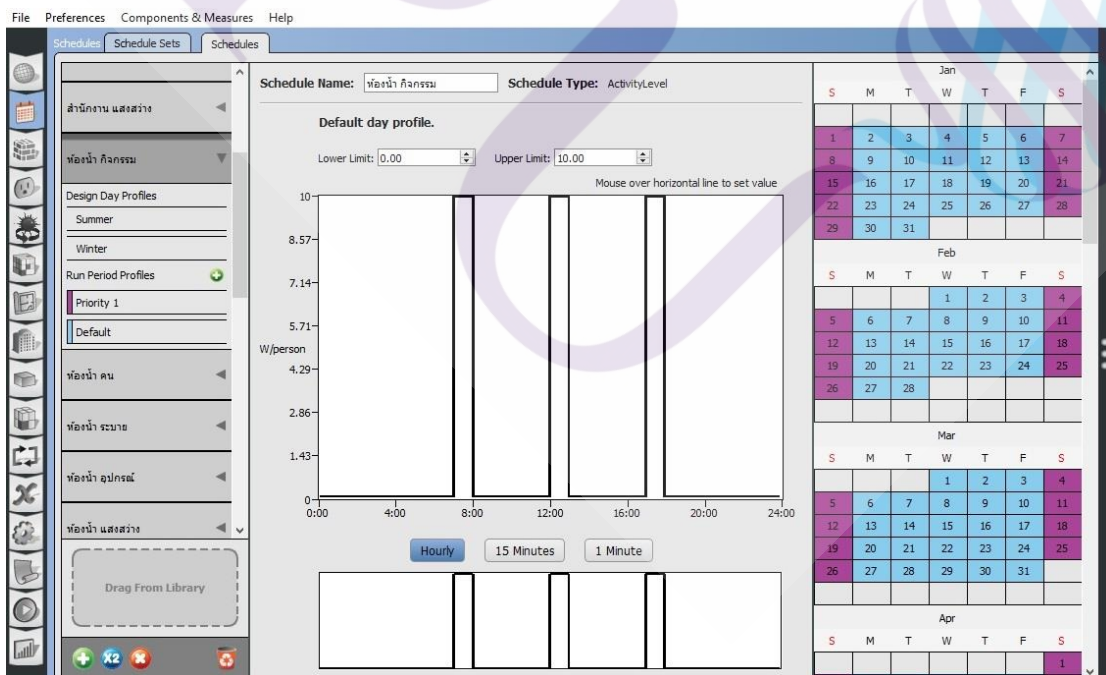 File Preferences Components & Measures Help
Schedules Schedule Sets Schedules
สำนักงาน แสงสว่าง
ห้องน้ำ กิจกรรม
Design Day Profiles
Summer
Winter
Run Period Profiles
Priority 1
Default
ห้องน้ำ คน
ห้องน้ำ ระบาย
ห้องน้ำ อุปกรณ์
ห้องน้ำ แสงสว่าง
Drag From Library
X2
Schedule Name: ห้องน้ำ กิจกรรม Schedule Type: ActivityLevel
Default day profile.
Lower Limit: 0.00 Upper Limit: 10.00
Mouse over horizontal line to set value
10
8.57
7.14
5.71
W/person
4.29
2.86
1.43
0
0:00 4:00 8:00 12:00 16:00 20:00 24:00
Hourly 15 Minutes 1 Minute
Jan
S M T W T F S
1 2 3 4 5 6 7
8 9 10 11 12 13 14
15 16 17 18 19 20 21
22 23 24 25 26 27 28
29 30 31
Feb
S M T W T F S
1 2 3 4
5 6 7 8 9 10 11
12 13 14 15 16 17 18
19 20 21 22 23 24 25
26 27 28
Mar
S M T W T F S
1 2 3 4
5 6 7 8 9 10 11
12 13 14 15 16 17 18
19 20 21 22 23 24 25
26 27 28 29 30 31
Apr
S M T W T F S
1